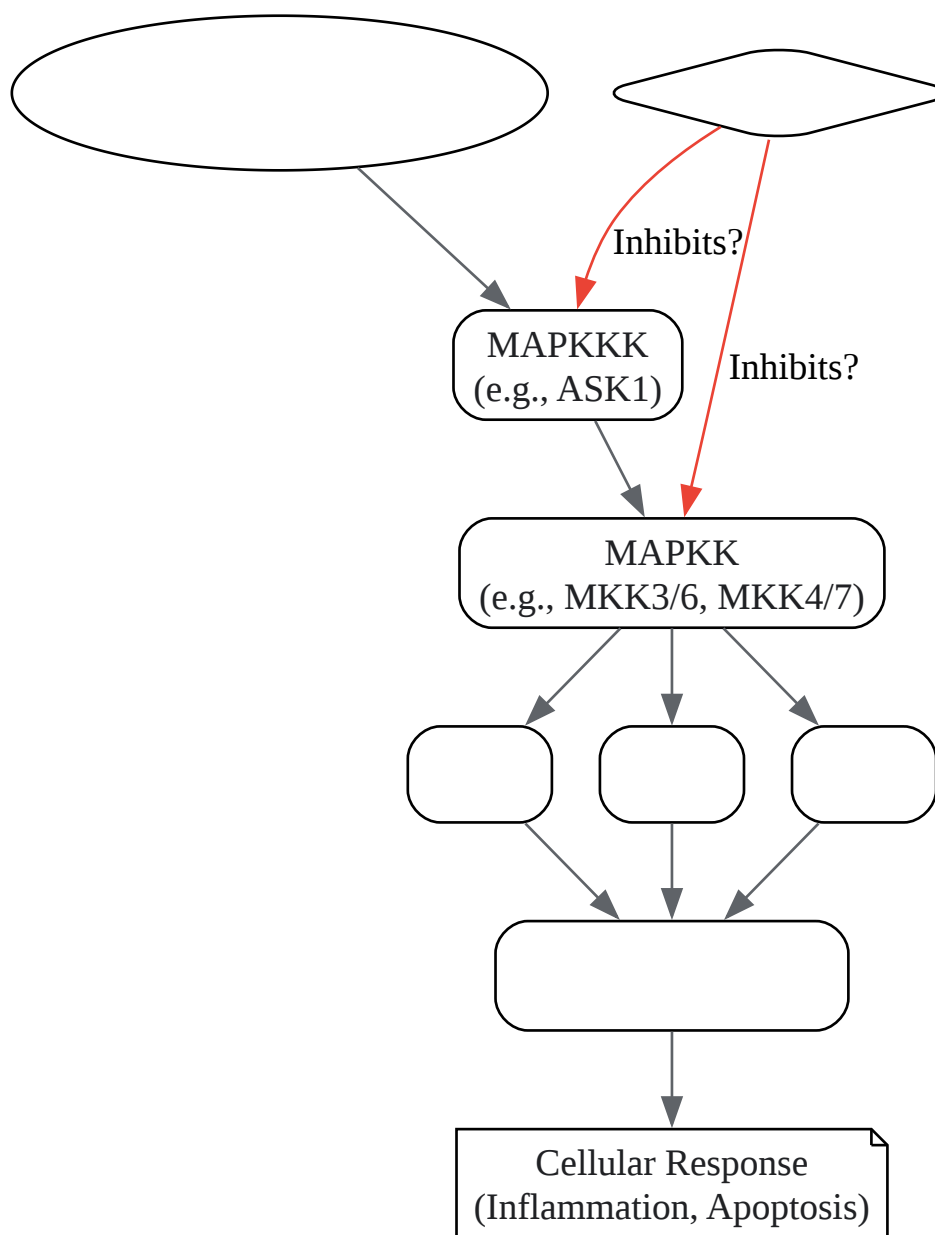 Inhibits?
MAPKKK
(e.g., ASK1)
Inhibits?
MAPKK
(e.g., MKK3/6, MKK4/7)
Cellular Response
(Inflammation, Apoptosis)